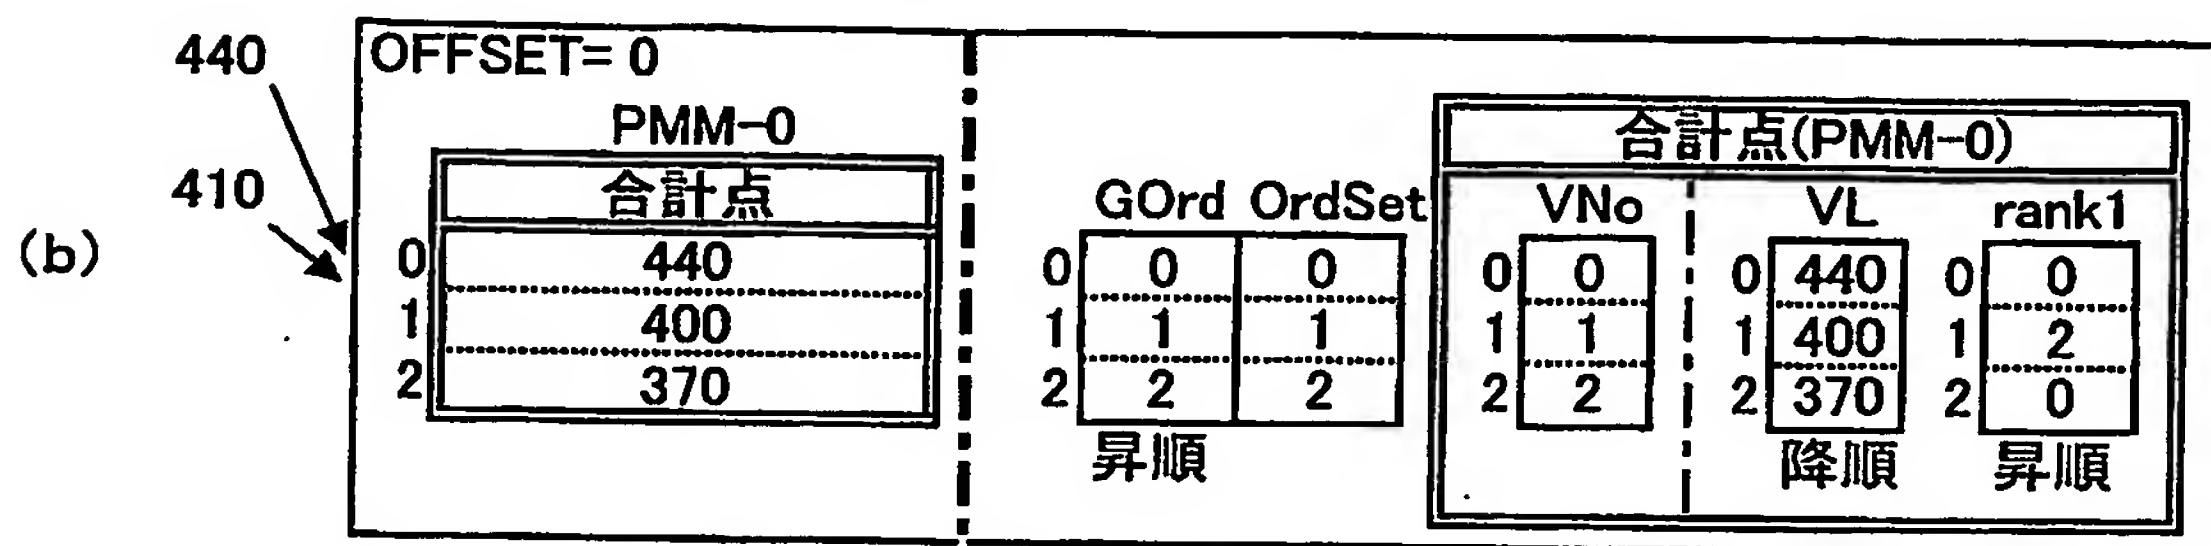 440
410
(b)
OFFSET= 0
PMM-0
合計点
0 440
1 400
2 370
GOrd OrdSet
0 0 0
1 1 1
2 2 2
昇順
合計点(PMM-0)
VNo VL rank1
0 0 0 440 0 0
1 1 1 400 1 2
2 2 2 370 2 0
降順 昇順